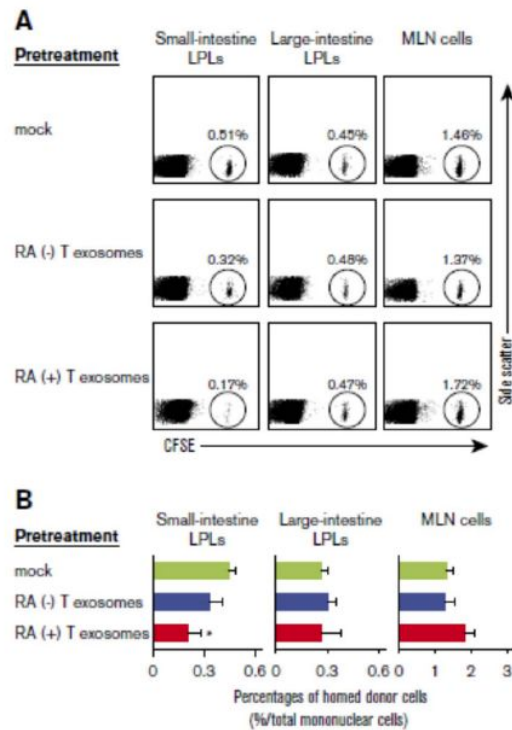 A
Pretreatment
Small-intestine LPLs
Large-intestine LPLs
MLN cells
mock
0.51%
0.45%
1.46%
RA (-) T exosomes
0.32%
0.48%
1.37%
RA (+) T exosomes
0.17%
0.47%
1.72%
Side scatter
CFSE
B
Pretreatment
Small-intestine LPLs
Large-intestine LPLs
MLN cells
mock
RA (-) T exosomes
RA (+) T exosomes
*
0 0.3 0.6
0 0.3 0.6
0 1 2 3
Percentages of homed donor cells
(%/total mononuclear cells)